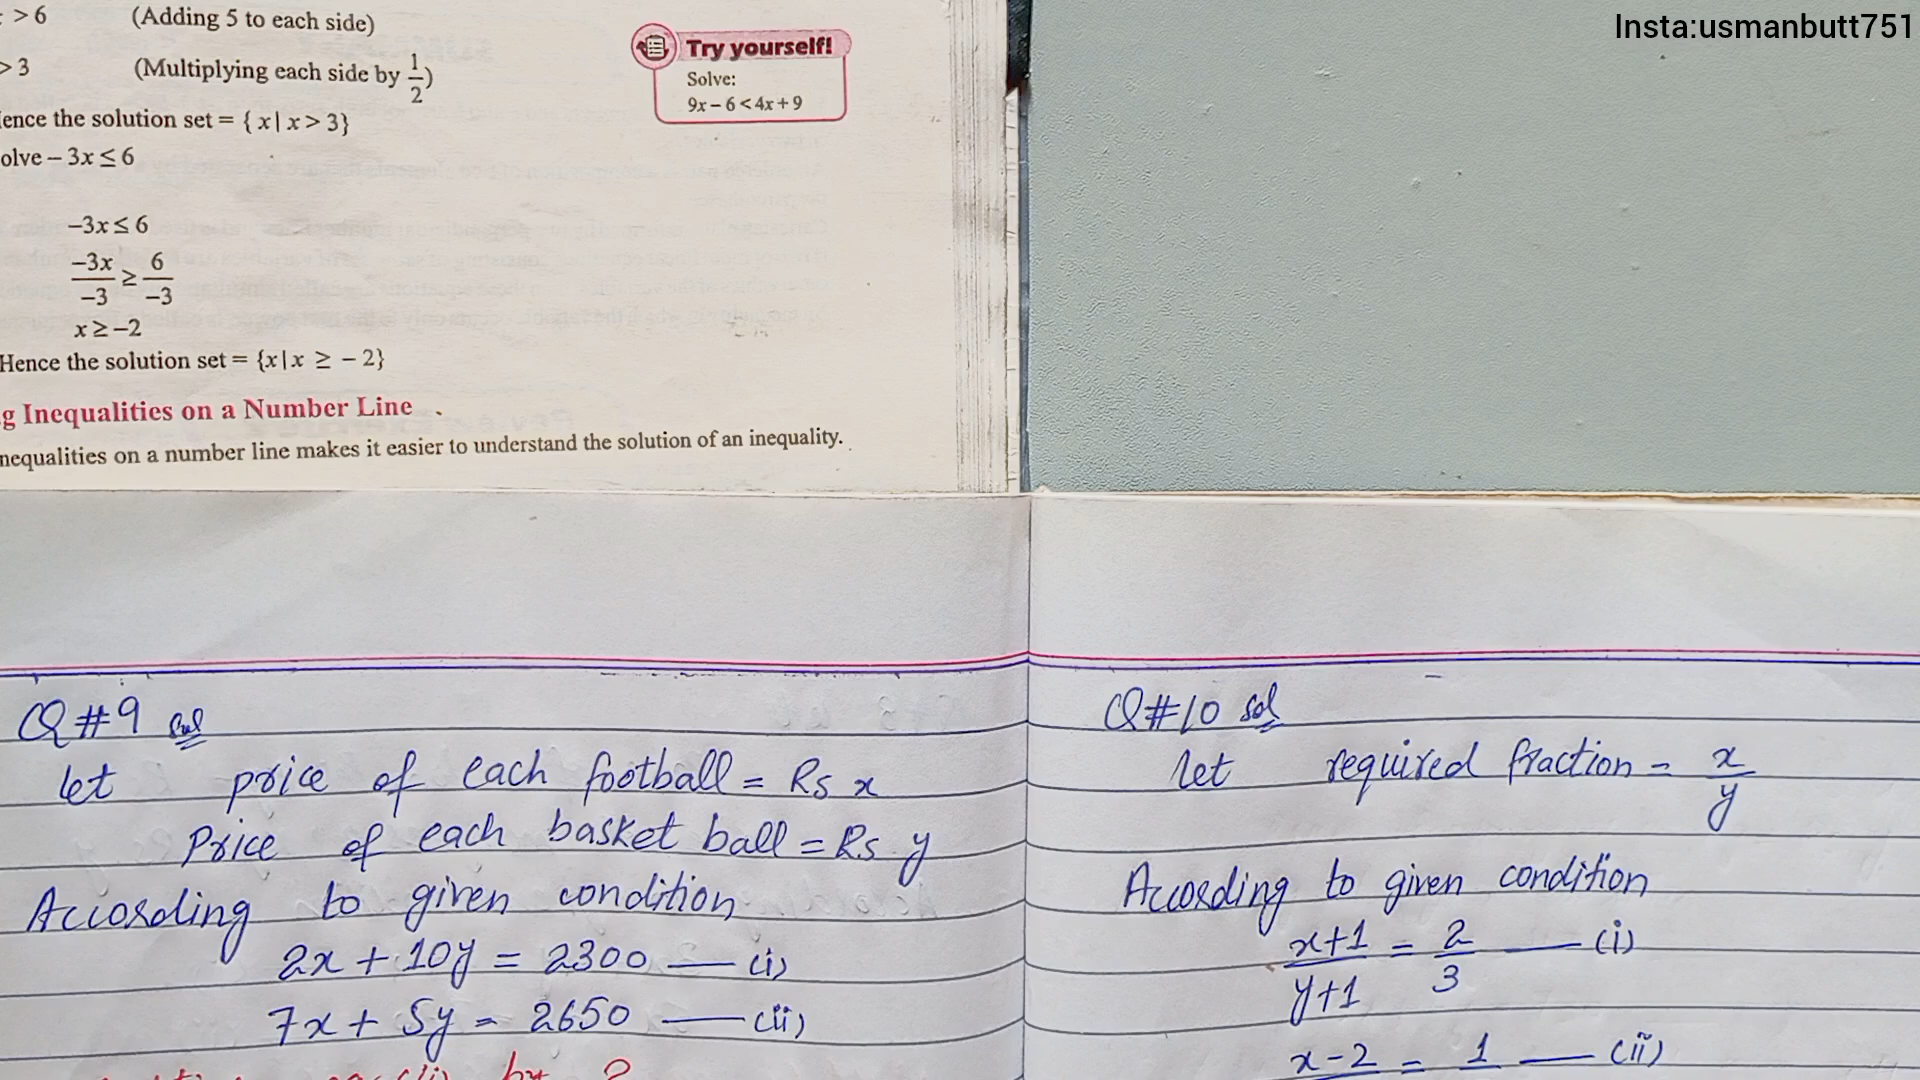 > 6 (Adding 5 to each side)
> 3 (Multiplying each side by 1/2)
ence the solution set = { x | x > 3}
olve – 3x ≤ 6
–3x ≤ 6
–3x/–3 ≥ 6/–3
x ≥ –2
Hence the solution set = {x | x ≥ – 2}
g Inequalities on a Number Line
nequalities on a number line makes it easier to understand the solution of an inequality.
Try yourself!
Solve:
9x – 6 < 4x + 9
Insta:usmanbutt751
Q#9 sol
let price of each football = Rs x
Price of each basket ball = Rs y
According to given condition
2x + 10y = 2300 — (i)
7x + 5y = 2650 — (ii)
by 2
Q#10 sol
let required fraction = x/y
According to given condition
x+1/y+1 = 2/3 — (i)
x-2 = 1 — (ii)